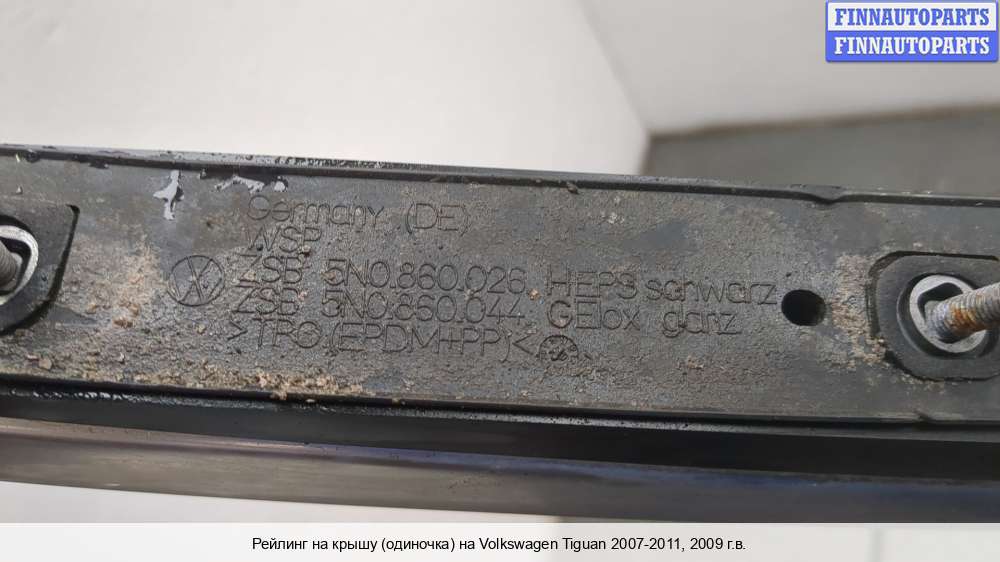 FINNAUTOPARTS
FINNAUTOPARTS
Germany (DE)
WSP
ZSB 5N0.860.026 HEPS schwarz
ZSB 5N0.860.044 GElox glanz
>TPO (EPDM+PP)<
Рейлинг на крышу (одиночка) на Volkswagen Tiguan 2007-2011, 2009 г.в.